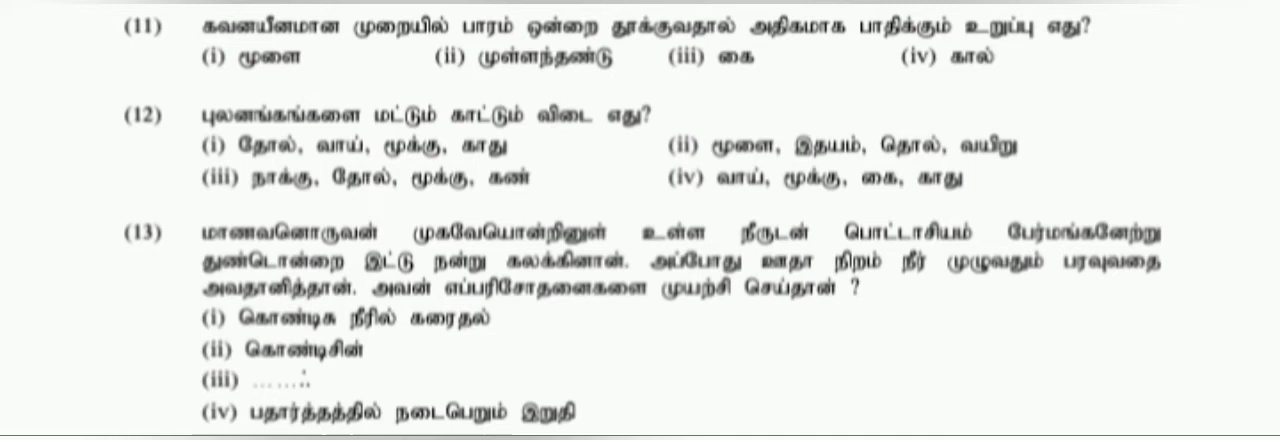 (11) கவனயீனமான முறையில் பாரம் ஒன்றை தூக்குவதால் அதிகமாக பாதிக்கும் உறுப்பு எது?
(i) மூளை (ii) முள்ளந்தண்டு (iii) கை (iv) கால்
(12) புலனங்கங்களை மட்டும் காட்டும் விடை எது?
(i) தோல், வாய், மூக்கு, காது (ii) மூளை, இதயம், தொல், வயிறு
(iii) நாக்கு, தோல், மூக்கு, கண் (iv) வாய், மூக்கு, கை, காது
(13) மாணவனொருவன் முகவேயொன்றினுள் உள்ள நீருடன் பொட்டாசியம் பேர்மங்கனேற்று
துண்டொன்றை இட்டு நன்று கலக்கினான். அப்போது ஊதா நிறம் நீர் முழுவதும் பரவுவதை
அவதானித்தான். அவன் எப்பரிசோதனைகளை முயற்சி செய்தான் ?
(i) கொண்டிசு நீரில் கரைதல்
(ii) கொண்டிசின்
(iii) .......
(iv) பதார்த்தத்தில் நடைபெறும் இறுதி